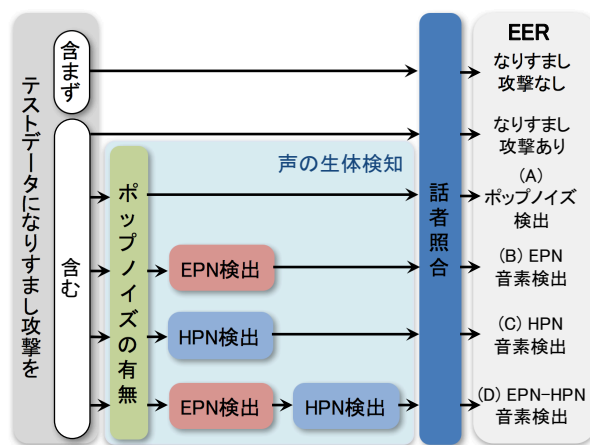 テストデータになりすまし攻撃を
含まず
含む
声の生体検知
ポップノイズの有無
EPN検出
HPN検出
EPN検出
HPN検出
話者照合
EER
なりすまし
攻撃なし
なりすまし
攻撃あり
(A)
ポップノイズ
検出
(B) EPN
音素検出
(C) HPN
音素検出
(D) EPN-HPN
音素検出